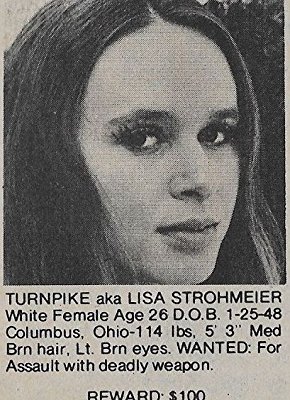 TURNPIKE aka LISA STROHMEIER
White Female Age 26 D.O.B. 1-25-48
Columbus, Ohio-114 lbs, 5' 3" Med
Brn hair, Lt. Brn eyes. WANTED: For
Assault with deadly weapon.
REWARD: $100